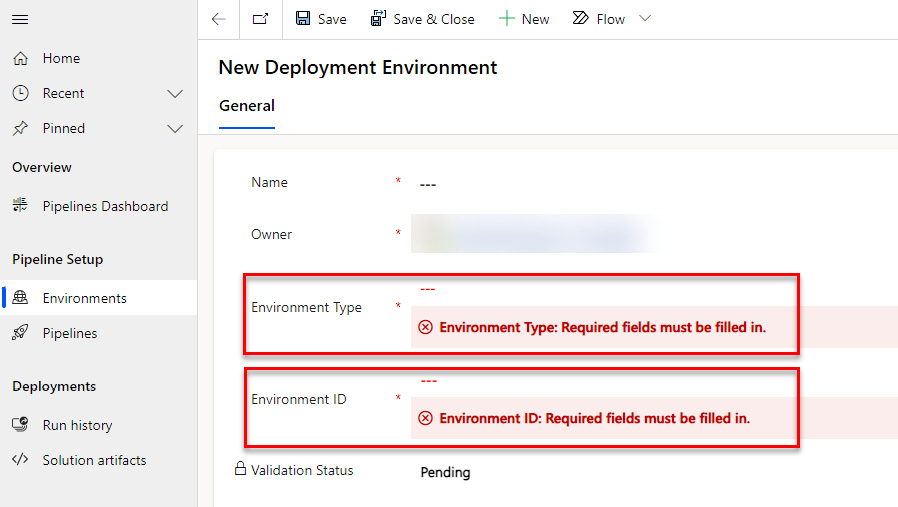 Save
Save & Close
New
Flow
Home
Recent
Pinned
Overview
Pipelines Dashboard
Pipeline Setup
Environments
Pipelines
Deployments
Run history
Solution artifacts
New Deployment Environment
General
Name * ---
Owner *
---
Environment Type *
Environment Type: Required fields must be filled in.
---
Environment ID *
Environment ID: Required fields must be filled in.
Validation Status Pending